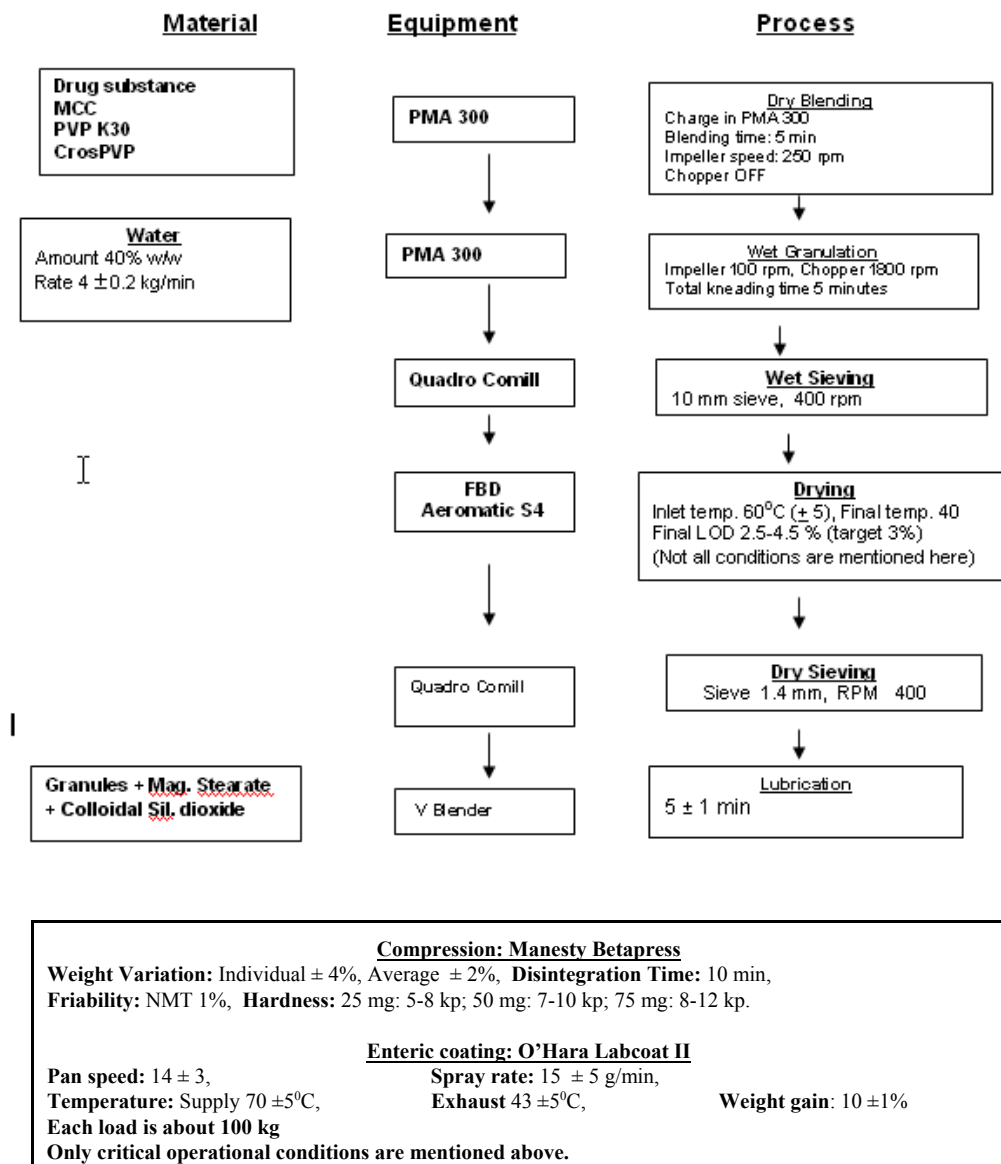 Material
Equipment
Process
Drug substance
MCC
PVP K30
CrosPVP
PMA 300
Dry Blending
Charge in PMA 300
Blending time: 5 min
Impeller speed: 250 rpm
Chopper OFF
Water
Amount 40% w/w
Rate 4 ±0.2 kg/min
PMA 300
Wet Granulation
Impeller 100 rpm, Chopper 1800 rpm
Total kneading time 5 minutes
Quadro Comill
Wet Sieving
10 mm sieve, 400 rpm
FBD
Aeromatic S4
Drying
Inlet temp. 60⁰C (± 5), Final temp. 40
Final LOD 2.5-4.5 % (target 3%)
(Not all conditions are mentioned here)
Quadro Comill
Dry Sieving
Sieve 1.4 mm, RPM 400
Granules + Mag. Stearate
+ Colloidal Sil. dioxide
V Blender
Lubrication
5 ± 1 min
Compression: Manesty Betapress
Weight Variation: Individual ± 4%, Average ± 2%, Disintegration Time: 10 min,
Friability: NMT 1%, Hardness: 25 mg: 5-8 kp; 50 mg: 7-10 kp; 75 mg: 8-12 kp.
Enteric coating: O'Hara Labcoat II
Pan speed: 14 ± 3, Spray rate: 15 ± 5 g/min,
Temperature: Supply 70 ±5⁰C, Exhaust 43 ±5⁰C, Weight gain: 10 ±1%
Each load is about 100 kg
Only critical operational conditions are mentioned above.